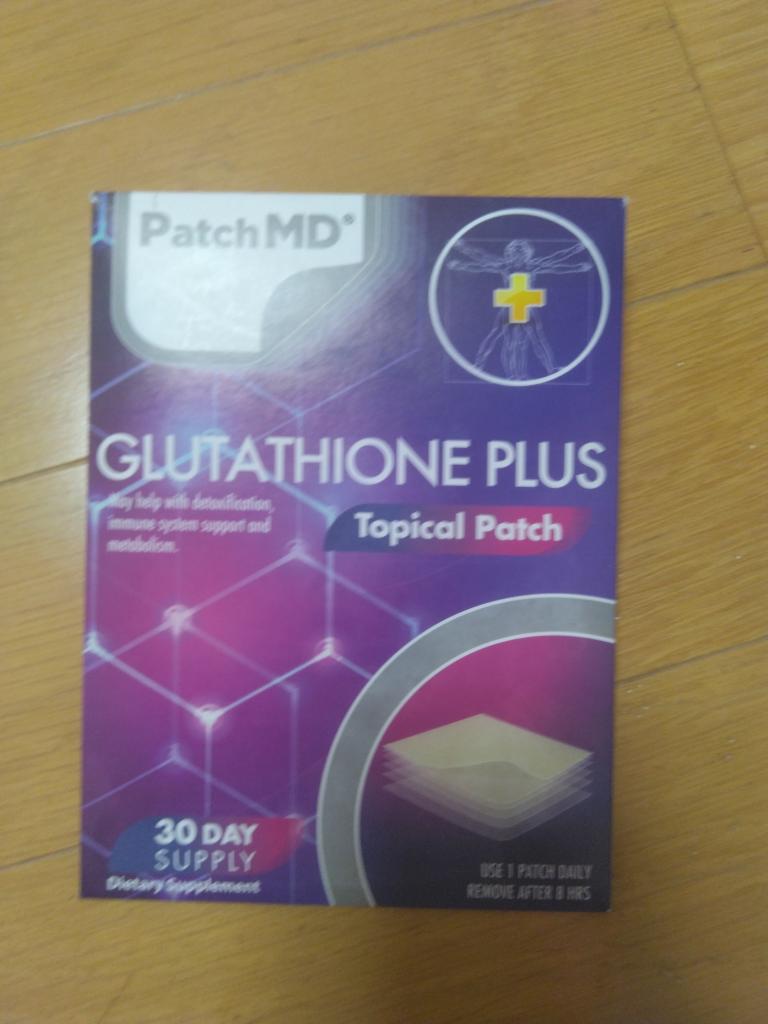 PatchMD®
GLUTATHIONE PLUS
May help with detoxification,
immune system support and
metabolism.
Topical Patch
30 DAY
SUPPLY
Dietary Supplement
USE 1 PATCH DAILY
REMOVE AFTER 8 HRS